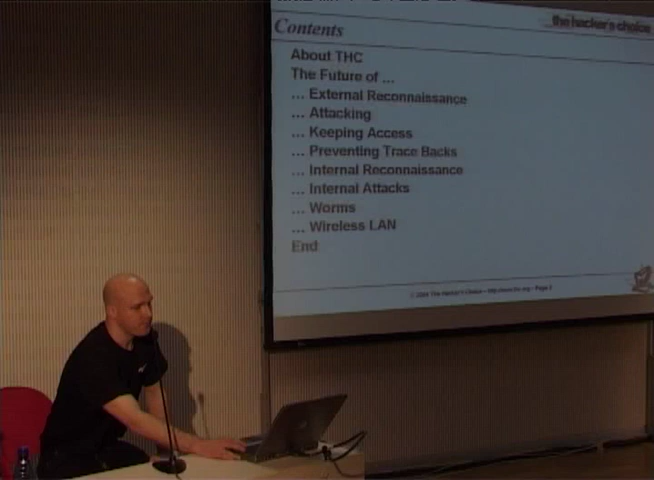 Contents
the hacker's choice
About THC
The Future of ...
... External Reconnaissance
... Attacking
... Keeping Access
... Preventing Trace Backs
... Internal Reconnaissance
... Internal Attacks
... Worms
... Wireless LAN
End